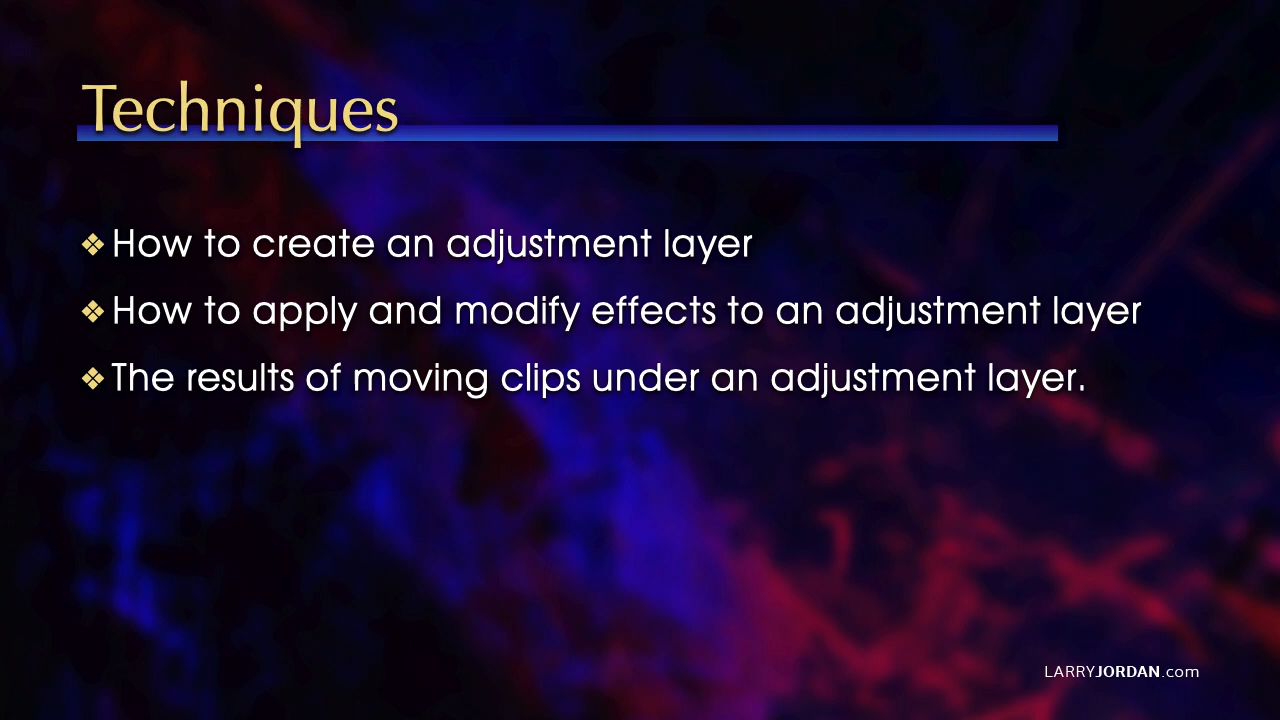 Techniques
❖ How to create an adjustment layer
❖ How to apply and modify effects to an adjustment layer
❖ The results of moving clips under an adjustment layer.
LARRYJORDAN.com